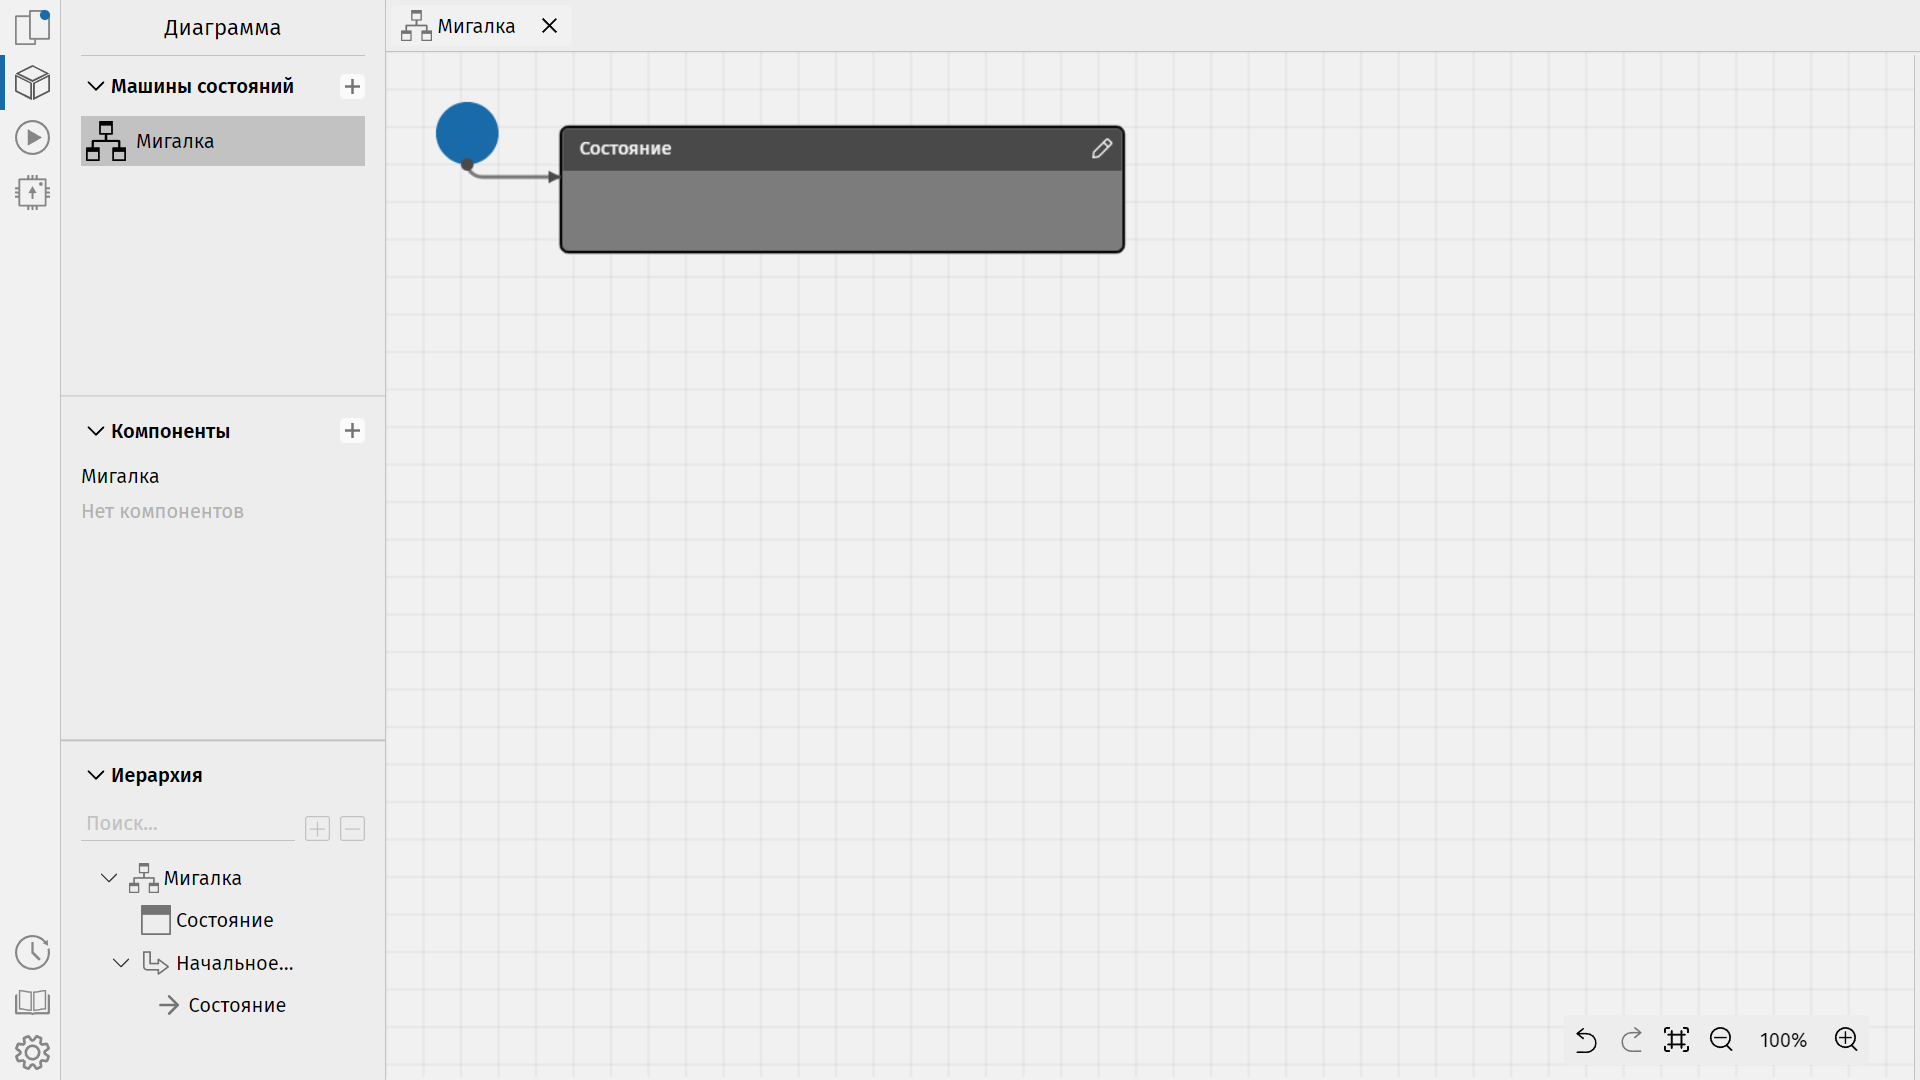 Диаграмма
Мигалка
Машины состояний
Мигалка
Состояние
Компоненты
Мигалка
Нет компонентов
Иерархия
Поиск...
Мигалка
Состояние
Начальное...
Состояние
100%